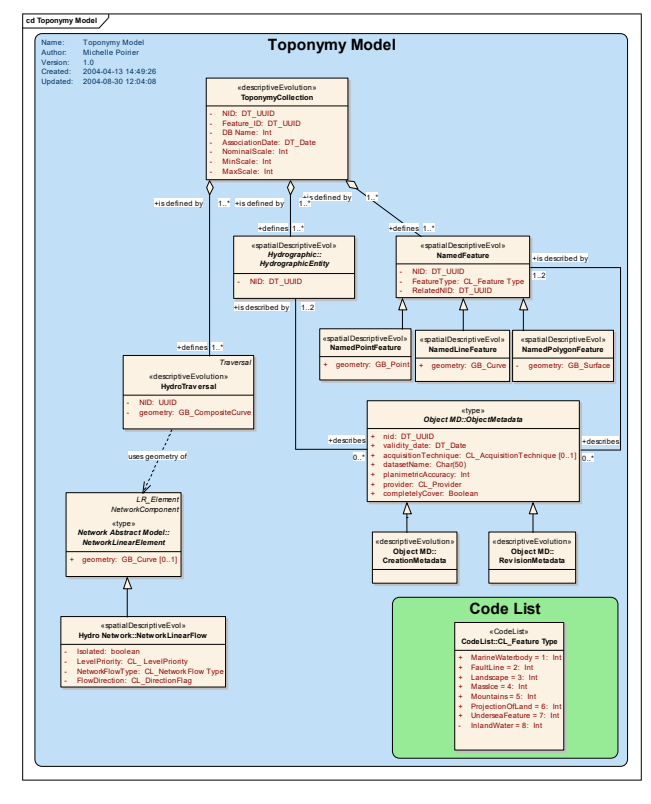 cd Toponymy Model
Name: Toponymy Model
Author: Michelle Poirier
Version: 1.0
Created: 2004-04-13 14:49:26
Updated: 2004-08-30 12:04:08
Toponymy Model
«descriptiveEvolution»
ToponymyCollection
- NID: DT_UUID
- Feature_ID: DT_UUID
- DB Name: Int
- AssociationDate: DT_Date
- NominalScale: Int
- MinScale: Int
- MaxScale: Int
+is defined by 1..*
+is defined by 1..*
+is defined by 1..*
+defines 1..*
+defines 1..*
«spatialDescriptiveEvol»
Hydrographic::
HydrographicEntity
- NID: DT_UUID
«spatialDescriptiveEvol»
NamedFeature
- NID: DT_UUID
- FeatureType: CL_Feature Type
- RelatedNID: DT_UUID
+is described by
1..2
+is described by 1..2
«spatialDescriptiveEvol»
NamedPointFeature
+ geometry: GB_Point
«spatialDescriptiveEvol»
NamedLineFeature
+ geometry: GB_Curve
«spatialDescriptiveEvol»
NamedPolygonFeature
- geometry: GB_Surface
+defines 1..*
Traversal
«descriptiveEvolution»
HydroTraversal
- NID: UUID
- geometry: GB_CompositeCurve
«type»
Object MD::ObjectMetadata
+ nid: DT_UUID
+ validity_date: DT_Date
+ acquisitionTechnique: CL_AcquisitionTechnique [0..1]
+ datasetName: Char(50)
+ planimetricAccuracy: Int
+ provider: CL_Provider
+ completelyCover: Boolean
+describes
0..*
+describes
0..*
uses geometry of
LR_Element
NetworkComponent
«type»
Network Abstract Model::
NetworkLinearElement
+ geometry: GB_Curve [0..1]
«descriptiveEvolution»
Object MD::
CreationMetadata
«descriptiveEvolution»
Object MD::
RevisionMetadata
«spatialDescriptiveEvol»
Hydro Network::NetworkLinearFlow
- Isolated: boolean
- LevelPriority: CL_ LevelPriority
- NetworkFlowType: CL_Network Flow Type
- FlowDirection: CL_DirectionFlag
Code List
«CodeList»
CodeList::CL_Feature Type
+ MarineWaterbody = 1: Int
+ FaultLine = 2: Int
+ Landscape = 3: Int
+ MassIce = 4: Int
+ Mountains = 5: Int
+ ProjectionOfLand = 6: Int
+ UnderseaFeature = 7: Int
- InlandWater = 8: Int